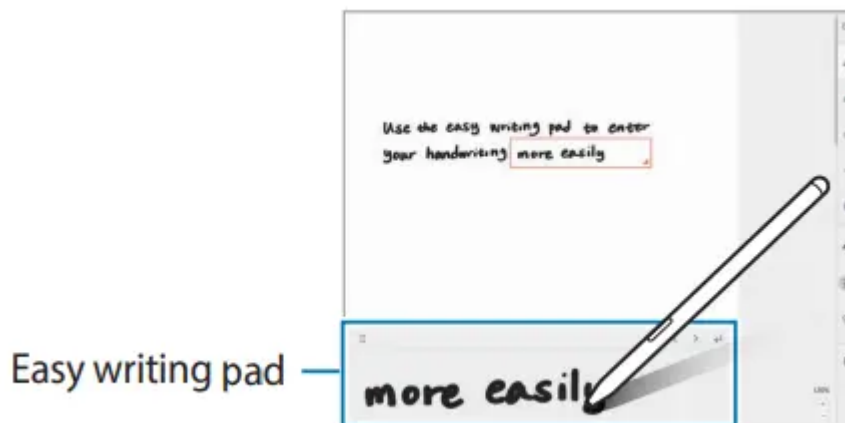 Use the easy writing pad to enter
your handwriting more easily
Easy writing pad
more easily